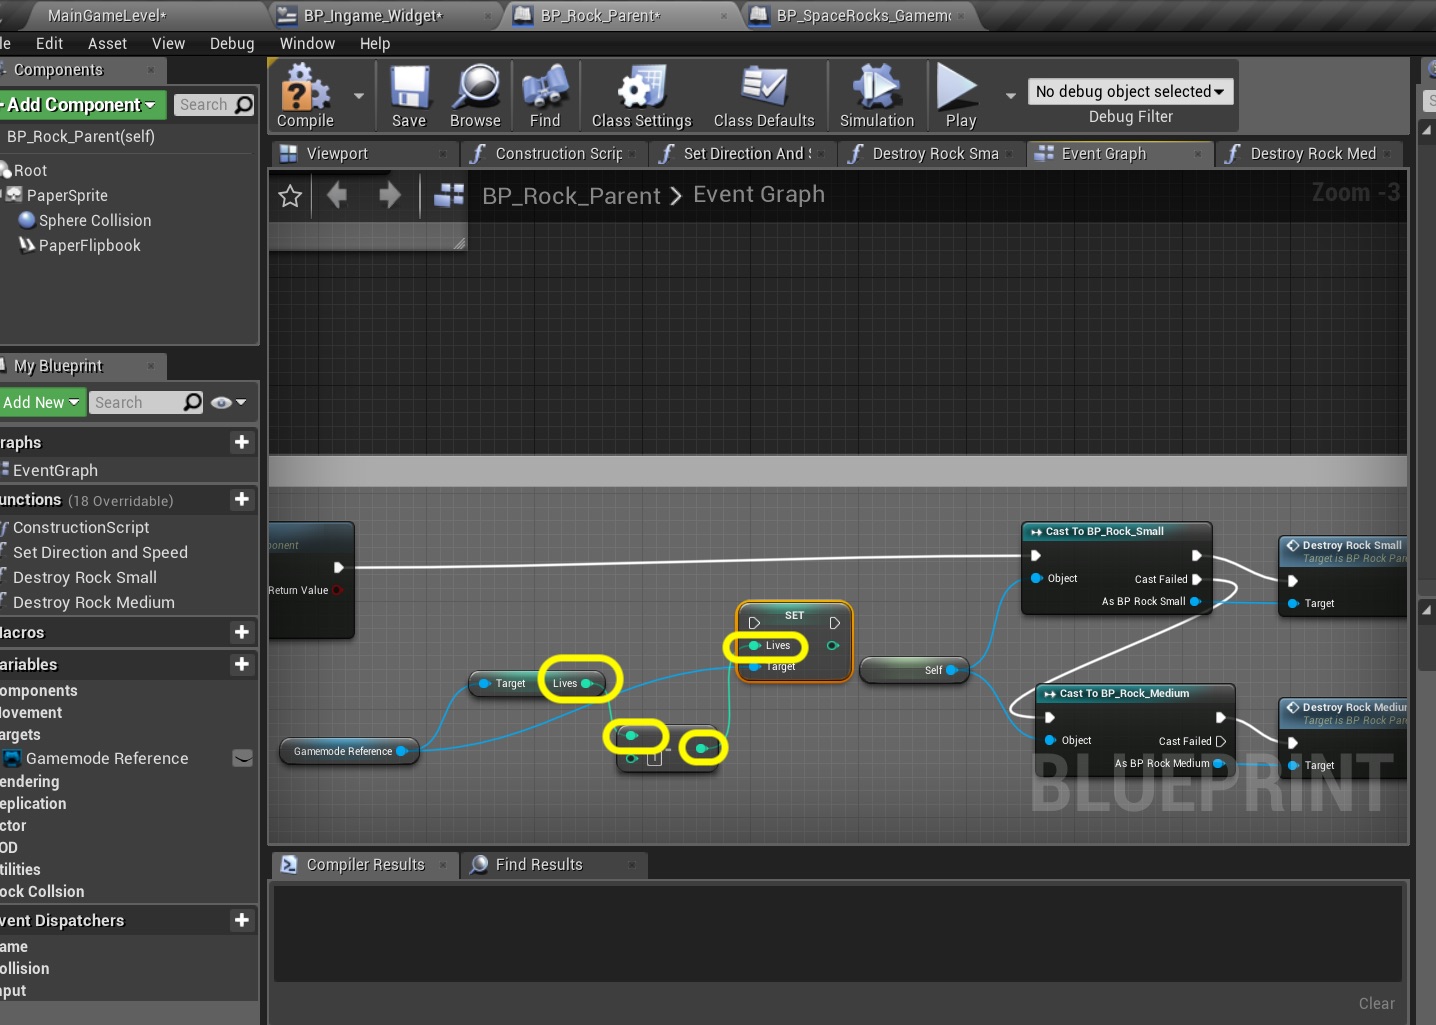 MainGameLevel*
BP_Ingame_Widget*
BP_Rock_Parent*
BP_SpaceRocks_Gamem
le Edit Asset View Debug Window Help
Components
Add Component
Search
BP_Rock_Parent(self)
Root
PaperSprite
Sphere Collision
PaperFlipbook
Compile
Save
Browse
Find
Class Settings
Class Defaults
Simulation
Play
No debug object selected
Debug Filter
Viewport
Construction Scrip
Set Direction And S
Destroy Rock Sma
Event Graph
Destroy Rock Med
BP_Rock_Parent > Event Graph
Zoom -3
My Blueprint
Add New
Search
raphs
EventGraph
unctions (18 Overridable)
ConstructionScript
Set Direction and Speed
Destroy Rock Small
Destroy Rock Medium
lacros
ariables
omponents
lovement
argets
Gamemode Reference
endering
eplication
ctor
OD
tilities
ock Collsion
vent Dispatchers
ame
ollision
nput
onent
Return Value
Target Lives
Gamemode Reference
1
SET
Lives
Target
Self
Cast To BP_Rock_Small
Object
Cast Failed
As BP Rock Small
Destroy Rock Small
Target is BP Rock Par
Target
Cast To BP_Rock_Medium
Object
Cast Failed
As BP Rock Medium
Destroy Rock Mediu
Target is BP Rock Pare
Target
BLUEPRINT
Compiler Results
Find Results
Clear